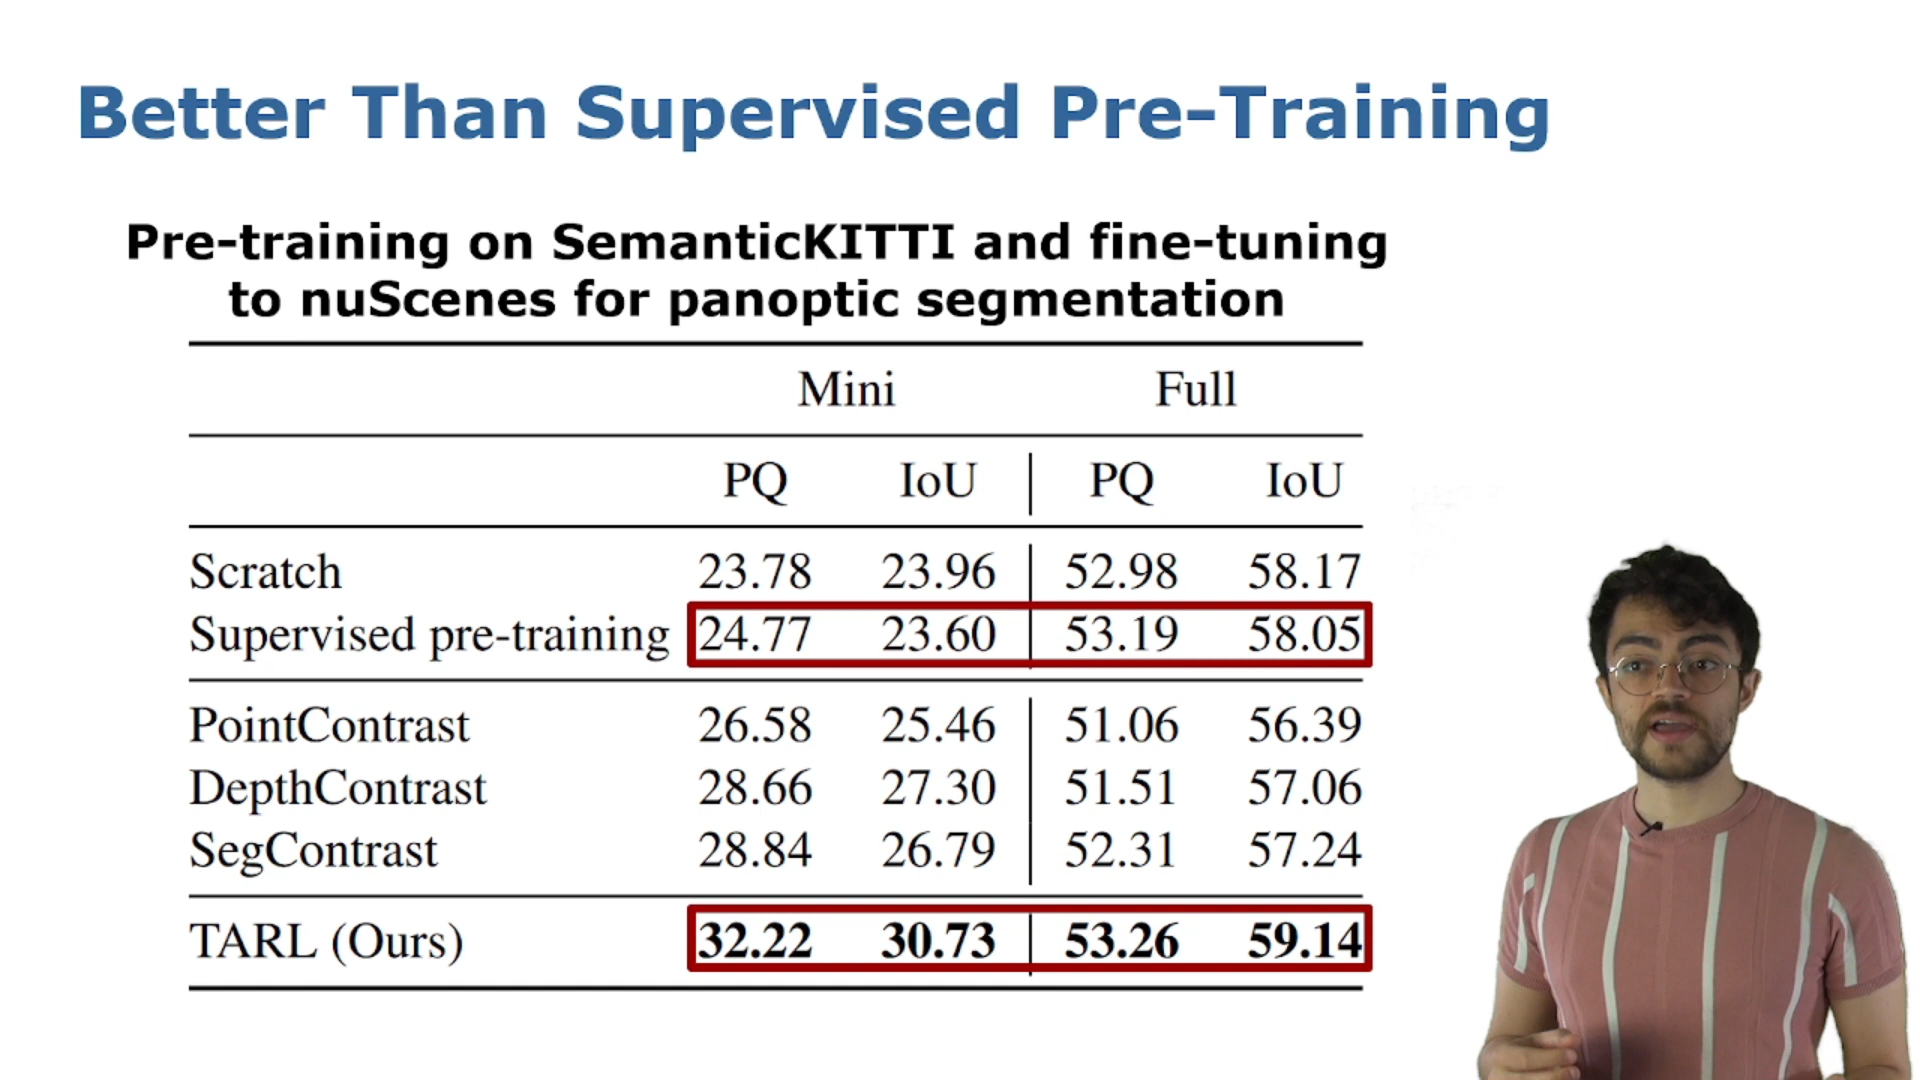 Better Than Supervised Pre-Training
Pre-training on SemanticKITTI and fine-tuning
to nuScenes for panoptic segmentation
Mini Full
PQ IoU PQ IoU
Scratch 23.78 23.96 52.98 58.17
Supervised pre-training 24.77 23.60 53.19 58.05
PointContrast 26.58 25.46 51.06 56.39
DepthContrast 28.66 27.30 51.51 57.06
SegContrast 28.84 26.79 52.31 57.24
TARL (Ours) 32.22 30.73 53.26 59.14